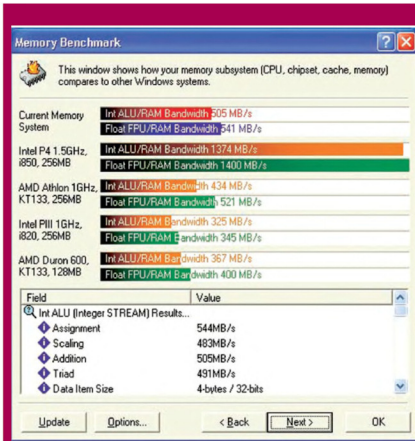 Memory Benchmark
This window shows how your memory subsystem (CPU, chipset, cache, memory)
compares to other Windows systems.
Current Memory
System
Int ALU/RAM Bandwidth 505 MB/s
Float FPU/RAM Bandwidth 541 MB/s
Intel P4 1.5GHz,
i850, 256MB
Int ALU/RAM Bandwidth 1374 MB/s
Float FPU/RAM Bandwidth 1400 MB/s
AMD Athlon 1GHz,
KT133, 256MB
Int ALU/RAM Bandwidth 434 MB/s
Float FPU/RAM Bandwidth 521 MB/s
Intel PIII 1GHz,
i820, 256MB
Int ALU/RAM Bandwidth 325 MB/s
Float FPU/RAM Bandwidth 345 MB/s
AMD Duron 600,
KT133, 128MB
Int ALU/RAM Bandwidth 367 MB/s
Float FPU/RAM Bandwidth 400 MB/s
Field Value
Int ALU (Integer STREAM) Results...
Assignment 544MB/s
Scaling 483MB/s
Addition 505MB/s
Triad 491MB/s
Data Item Size 4-bytes / 32-bits
Update Options... < Back Next > OK